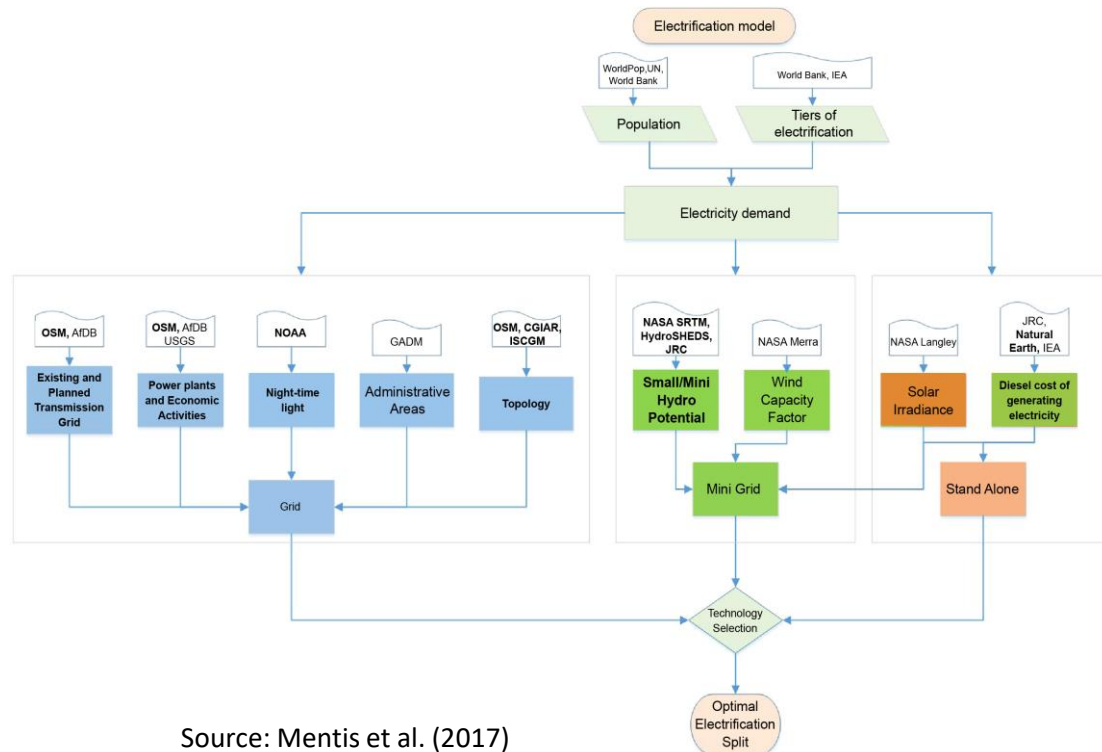 Electrification model
WorldPop,UN,
World Bank
World Bank, IEA
Population
Tiers of
electrification
Electricity demand
OSM, AfDB
OSM, AfDB
USGS
NOAA
GADM
OSM, CGIAR,
ISCGM
NASA SRTM,
HydroSHEDS,
JRC
NASA Merra
NASA Langley
JRC,
Natural
Earth, IEA
Existing and
Planned
Transmission
Grid
Power plants
and Economic
Activities
Night-time
light
Administrative
Areas
Topology
Small/Mini
Hydro
Potential
Wind
Capacity
Factor
Solar
Irradiance
Diesel cost of
generating
electricity
Grid
Mini Grid
Stand Alone
Technology
Selection
Optimal
Electrification
Split
Source: Mentis et al. (2017)